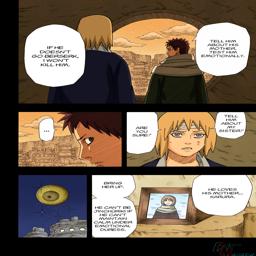 TELL HIM
ABOUT HIS
MOTHER.
TEST HIM
EMOTIONALLY.
IF HE
DOESN'T
GO BERSERK,
I WON'T
KILL HIM.
TELL HIM
ABOUT
MY
SISTER?
ARE YOU
SURE?
...
HE LOVES
HIS
MOTHER...
KARURA.
BRING
HER UP.
HE CAN'T BE
JINCHURIKI IF
HE CAN'T
MAINTAIN
CALM UNDER
EMOTIONAL
DURESS.